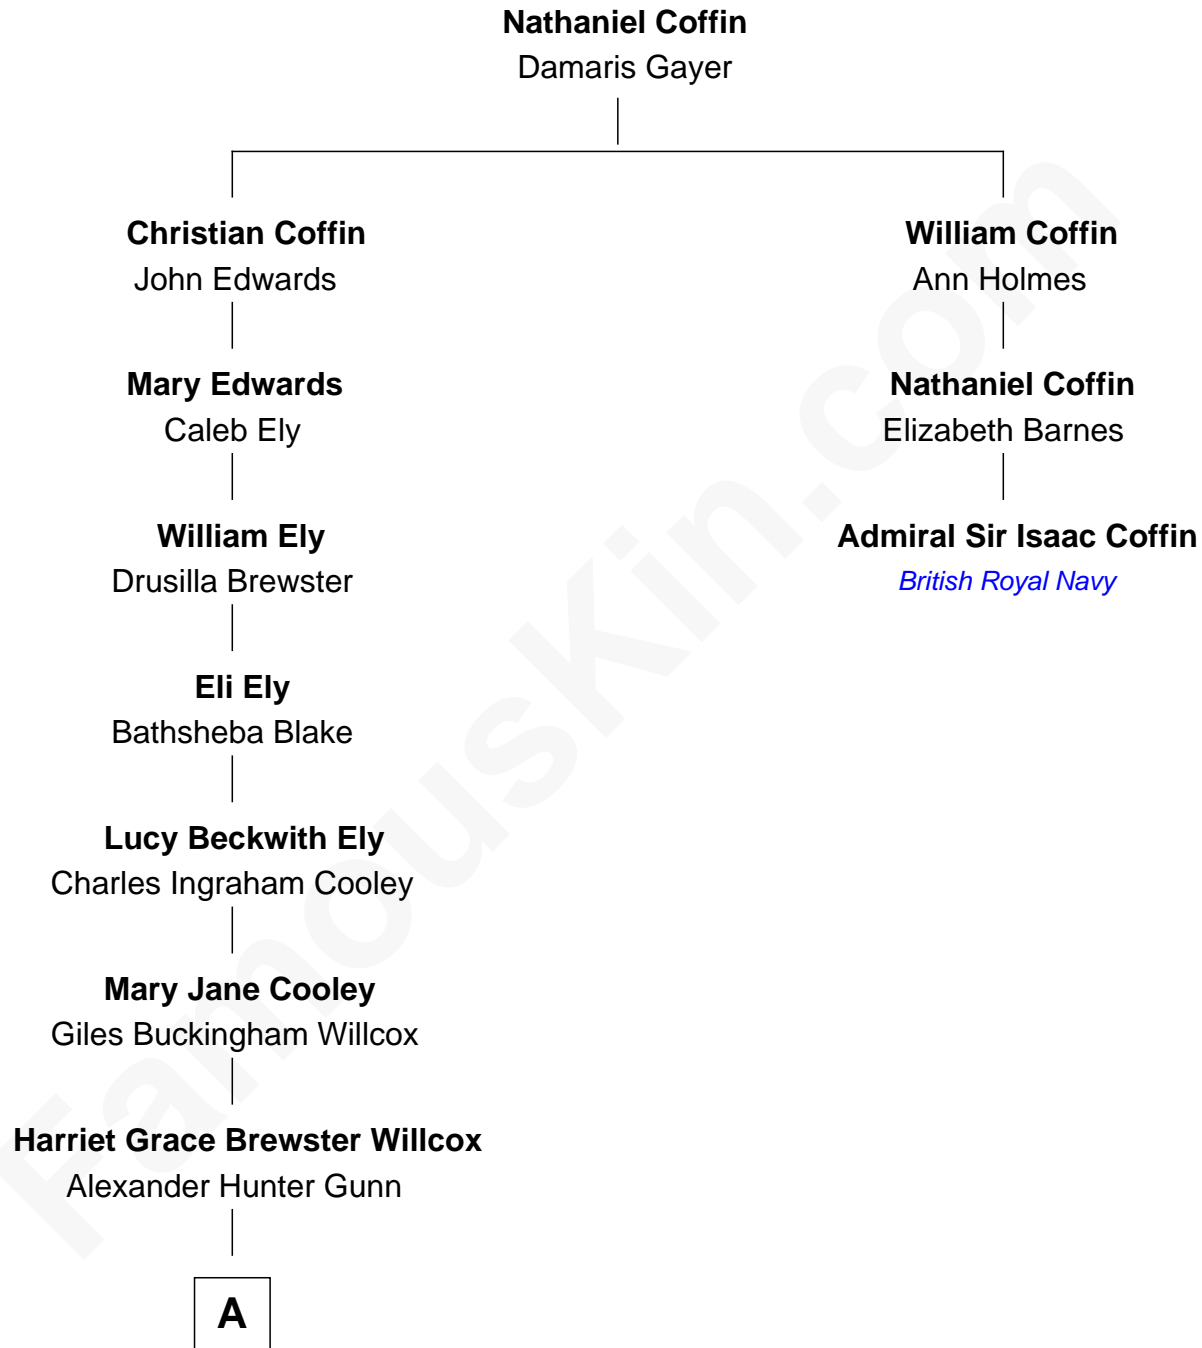 Nathaniel Coffin
Damaris Gayer
Christian Coffin
John Edwards
William Coffin
Ann Holmes
Mary Edwards
Caleb Ely
Nathaniel Coffin
Elizabeth Barnes
William Ely
Drusilla Brewster
Admiral Sir Isaac Coffin
British Royal Navy
Eli Ely
Bathsheba Blake
Lucy Beckwith Ely
Charles Ingraham Cooley
Mary Jane Cooley
Giles Buckingham Willcox
Harriet Grace Brewster Willcox
Alexander Hunter Gunn
A
FamousKin.com